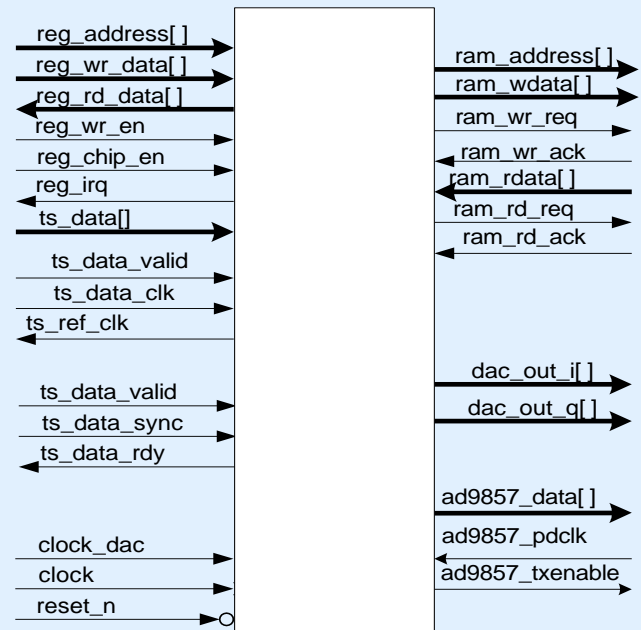 reg_address[ ]
reg_wr_data[ ]
reg_rd_data[ ]
reg_wr_en
reg_chip_en
reg_irq
ts_data[]
ts_data_valid
ts_data_clk
ts_ref_clk
ts_data_valid
ts_data_sync
ts_data_rdy
clock_dac
clock
reset_n
ram_address[ ]
ram_wdata[ ]
ram_wr_req
ram_wr_ack
ram_rdata[ ]
ram_rd_req
ram_rd_ack
dac_out_i[ ]
dac_out_q[ ]
ad9857_data[ ]
ad9857_pdclk
ad9857_txenable